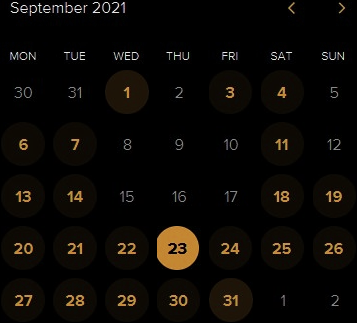 September 2021
MON TUE WED THU FRI SAT SUN
30 31 1 2 3 4 5
6 7 8 9 10 11 12
13 14 15 16 17 18 19
20 21 22 23 24 25 26
27 28 29 30 31 1 2